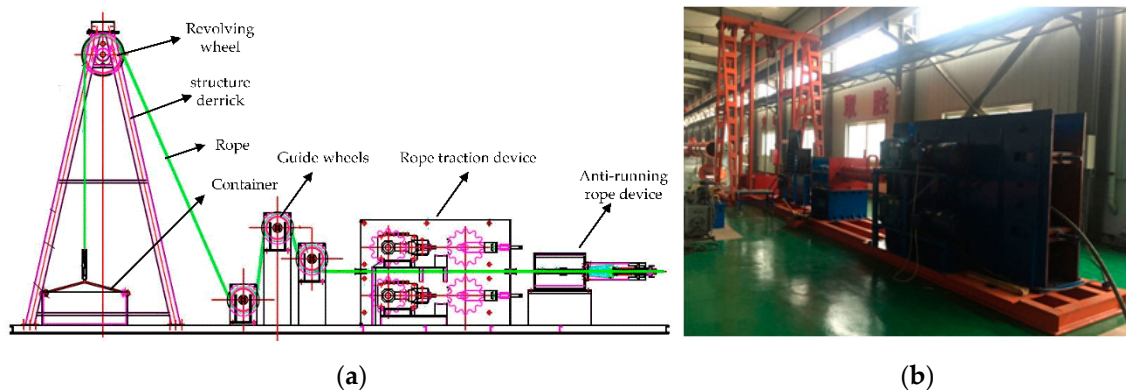 Revolving
wheel
structure
derrick
Rope
Container
Guide wheels
Rope traction device
Anti-running
rope device
(a)
(b)